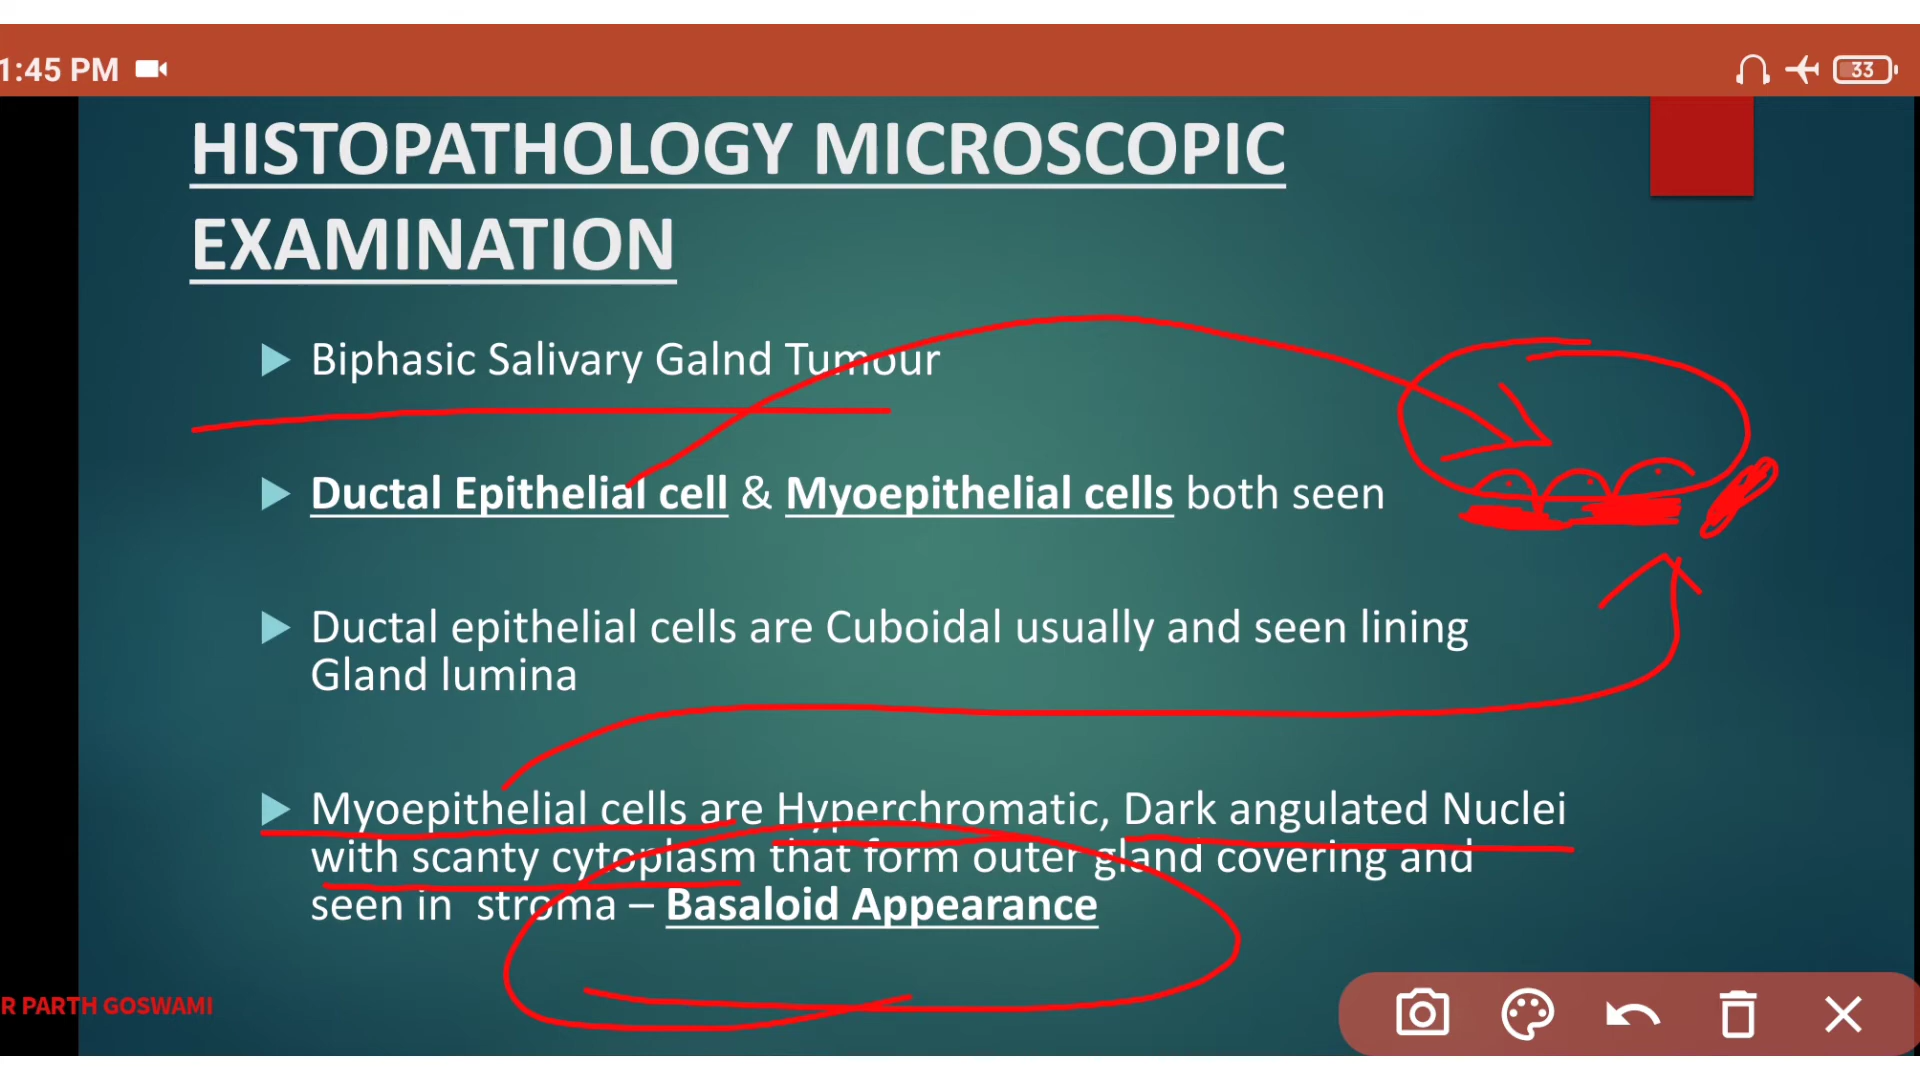 1:45 PM
33
HISTOPATHOLOGY MICROSCOPIC
EXAMINATION
Biphasic Salivary Galnd Tumour
Ductal Epithelial cell & Myoepithelial cells both seen
Ductal epithelial cells are Cuboidal usually and seen lining
Gland lumina
Myoepithelial cells are Hyperchromatic, Dark angulated Nuclei
with scanty cytoplasm that form outer gland covering and
seen in stroma – Basaloid Appearance
R PARTH GOSWAMI